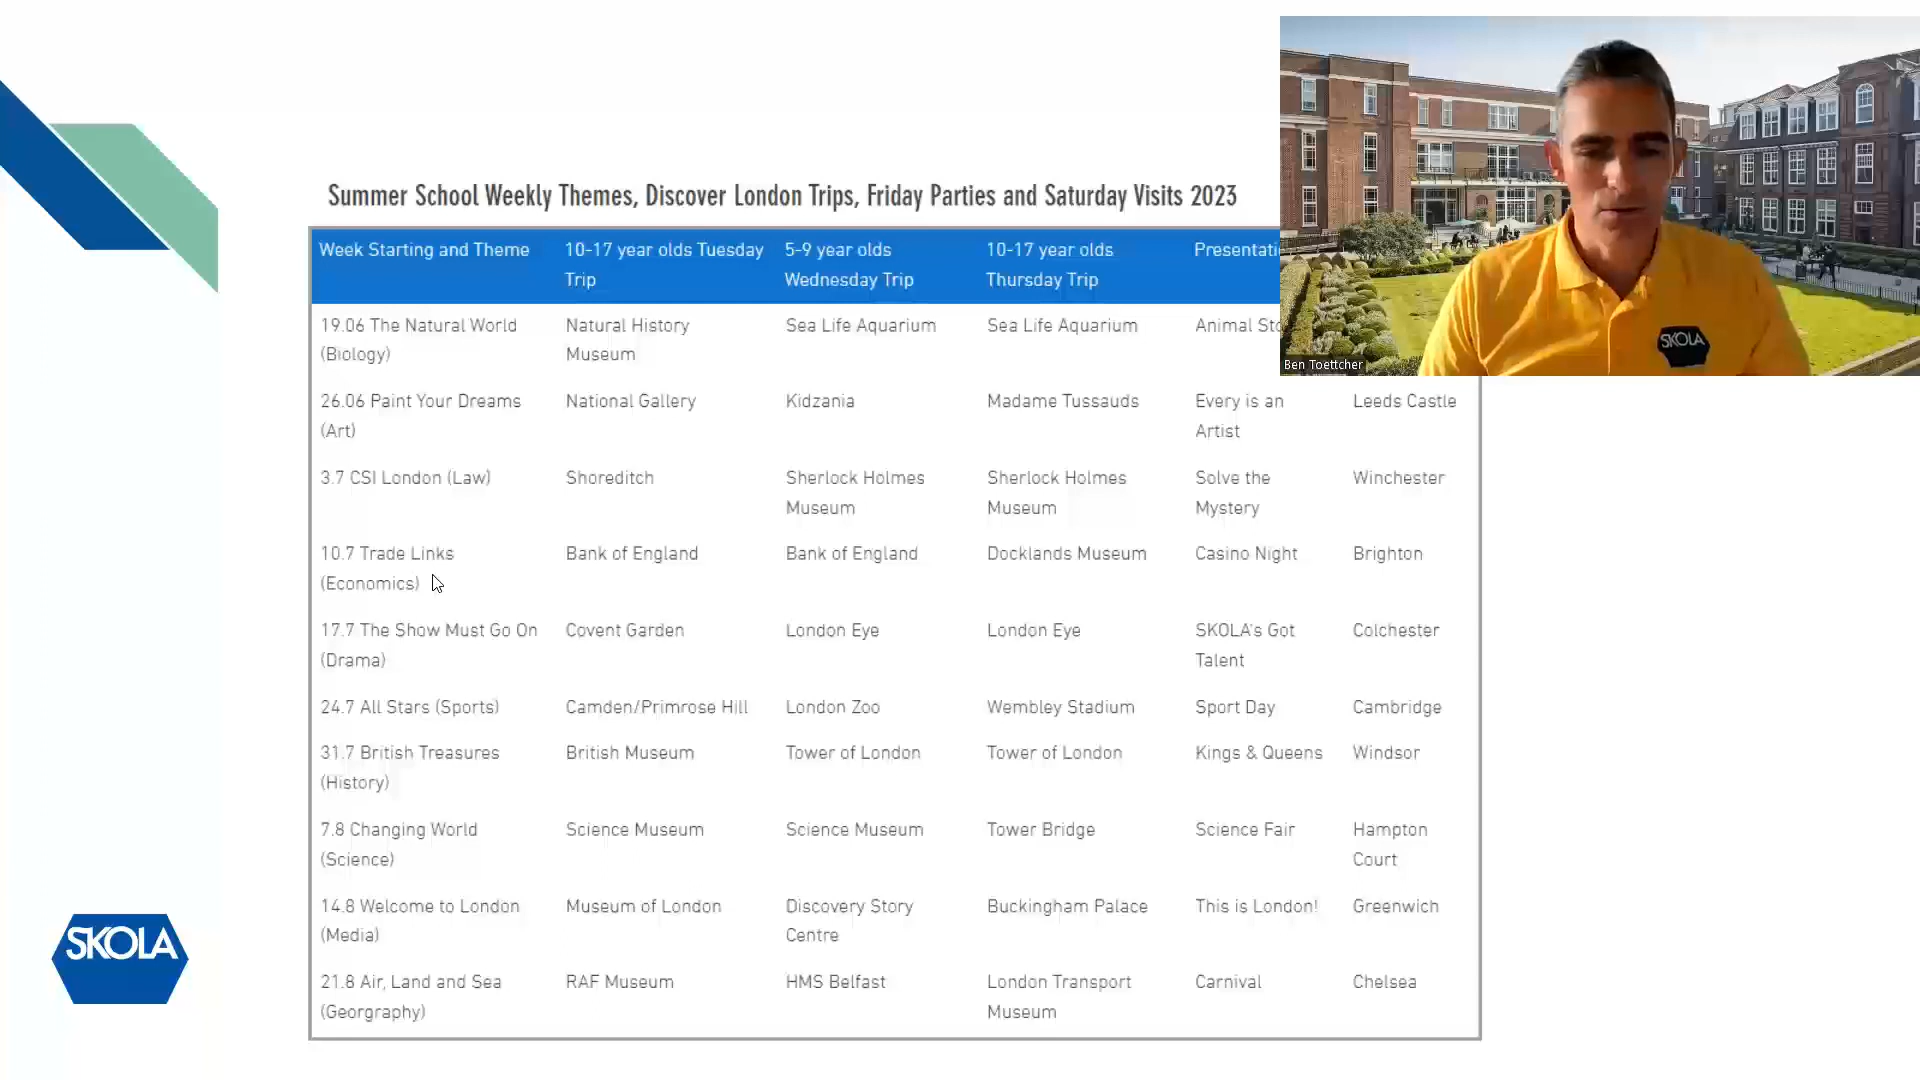 Summer School Weekly Themes, Discover London Trips, Friday Parties and Saturday Visits 2023
Week Starting and Theme
10-17 year olds Tuesday
Trip
5-9 year olds
Wednesday Trip
10-17 year olds
Thursday Trip
19.06 The Natural World
(Biology)
Natural History
Museum
Sea Life Aquarium
Sea Life Aquarium
Animal
26.06 Paint Your Dreams
(Art)
National Gallery
Kidzania
Madame Tussauds
Every is an
Artist
Leeds Castle
3.7 CSI London (Law)
Shoreditch
Sherlock Holmes
Museum
Sherlock Holmes
Museum
Solve the
Mystery
Winchester
10.7 Trade Links
(Economics)
Bank of England
Bank of England
Docklands Museum
Casino Night
Brighton
17.7 The Show Must Go On
(Drama)
Covent Garden
London Eye
London Eye
SKOLA's Got
Talent
Colchester
24.7 All Stars (Sports)
Camden/Primrose Hill
London Zoo
Wembley Stadium
Sport Day
Cambridge
31.7 British Treasures
(History)
British Museum
Tower of London
Tower of London
Kings & Queens
Windsor
7.8 Changing World
(Science)
Science Museum
Science Museum
Tower Bridge
Science Fair
Hampton
Court
14.8 Welcome to London
(Media)
Museum of London
Discovery Story
Centre
Buckingham Palace
This is London!
Greenwich
21.8 Air, Land and Sea
(Georgraphy)
RAF Museum
HMS Belfast
London Transport
Museum
Carnival
Chelsea
SKOLA
SKOLA
Ben Toettcher